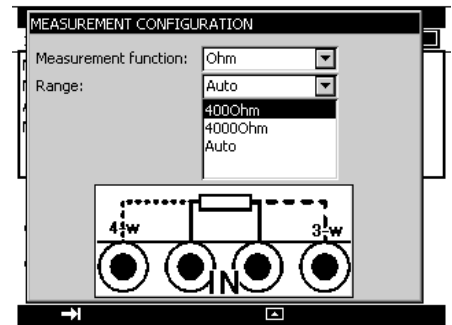 MEASUREMENT CONFIGURATION
Measurement function: Ohm
Range: Auto
400Ohm
4000Ohm
Auto
4-w 3-w
IN